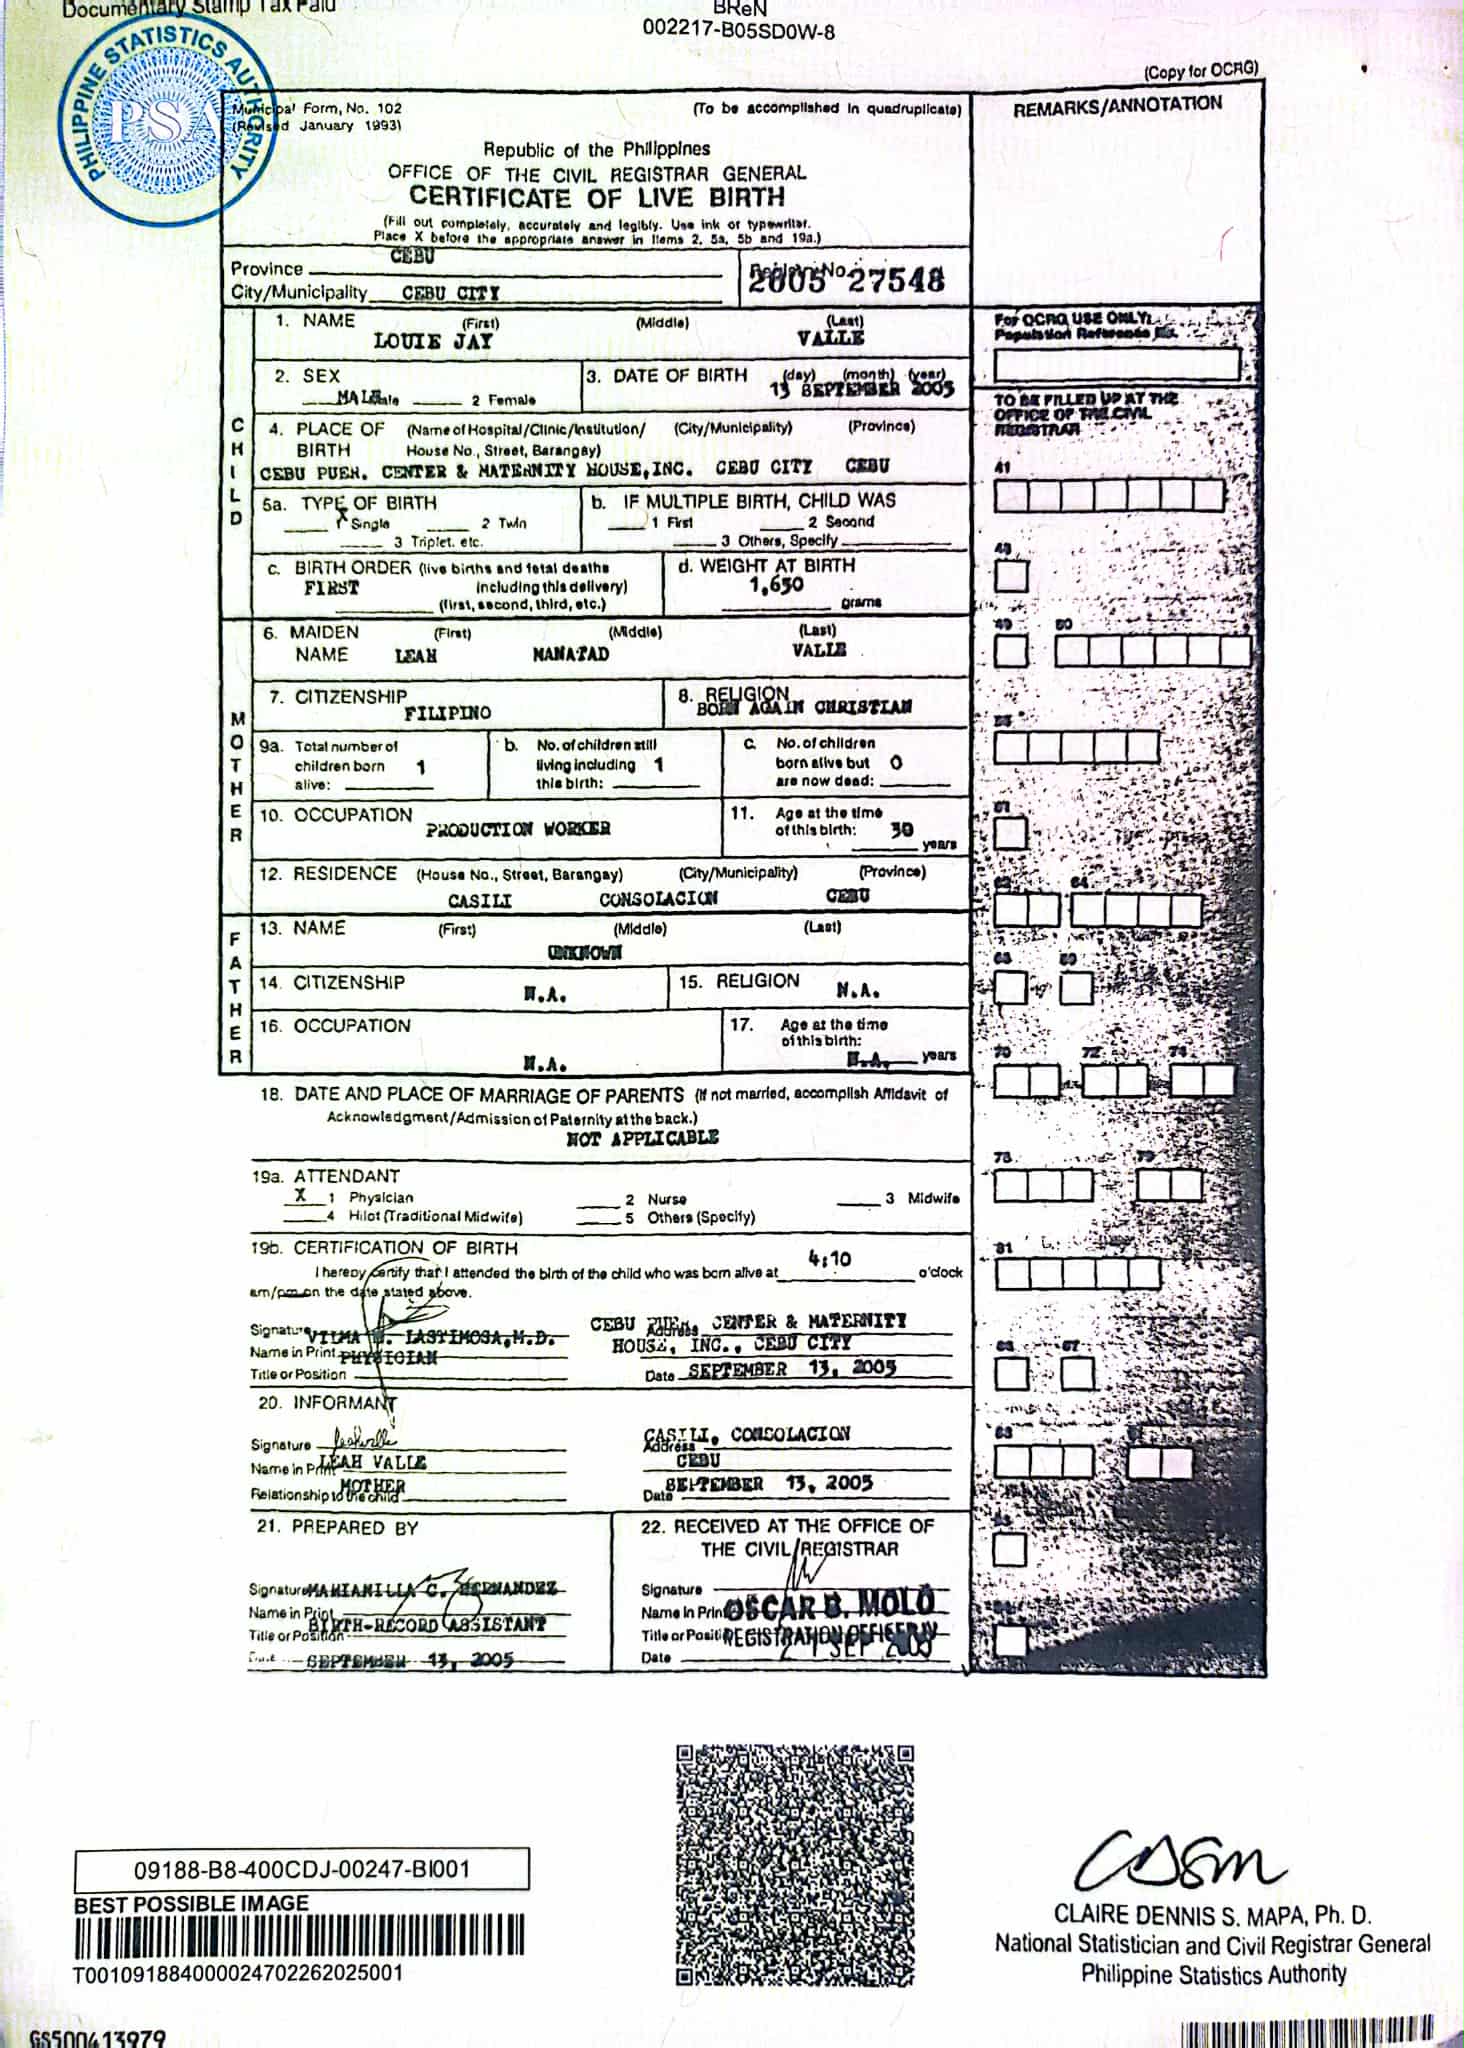 Documentary Stamp Tax Paid
BReN
002217-B05SD0W-8
(Copy for OCRG)
PHILIPPINE STATISTICS AUTHORITY
PSA
Municipal Form, No. 102 (To be accomplished in quadruplicate) REMARKS/ANNOTATION
(Revised January 1993)
Republic of the Philippines
OFFICE OF THE CIVIL REGISTRAR GENERAL
CERTIFICATE OF LIVE BIRTH
(Fill out completely, accurately and legibly. Use ink or typewriter.
Place X before the appropriate answer in items 2, 5a, 5b and 19a.)
Province CEBU
City/Municipality CEBU CITY
Registry No. 2005 27548
CHILD
1. NAME (First) (Middle) (Last)
LOUIE JAY VALLE
For OCRG USE ONLY:
Population Reference No.
2. SEX
MALE Male 2 Female
3. DATE OF BIRTH (day) (month) (year)
13 SEPTEMBER 2005
TO BE FILLED UP AT THE
OFFICE OF THE CIVIL
REGISTRAR
4. PLACE OF BIRTH (Name of Hospital/Clinic/Institution/ (City/Municipality) (Province)
House No., Street, Barangay)
CEBU PUER. CENTER & MATERNITY HOUSE, INC. CEBU CITY CEBU
41
5a. TYPE OF BIRTH
X 1 Single 2 Twin
3 Triplet. etc.
b. IF MULTIPLE BIRTH, CHILD WAS
1 First 2 Second
3 Others, Specify
c. BIRTH ORDER (live births and fetal deaths
FIRST including this delivery)
(first, second, third, etc.)
d. WEIGHT AT BIRTH
1,650
grams
MOTHER
6. MAIDEN NAME (First) (Middle) (Last)
LEAH MANATAD VALLE
49 50
7. CITIZENSHIP
FILIPINO
8. RELIGION
BORN AGAIN CHRISTIAN
9a. Total number of
children born 1
alive:
b. No. of children still
living including 1
this birth:
c. No. of children
born alive but 0
are now dead:
10. OCCUPATION
PRODUCTION WORKER
11. Age at the time
of this birth: 30
years
12. RESIDENCE (House No., Street, Barangay) (City/Municipality) (Province)
CASILI CONSOLACION CEBU
64
FATHER
13. NAME (First) (Middle) (Last)
UNKNOWN
14. CITIZENSHIP
N.A.
15. RELIGION N.A.
16. OCCUPATION
N.A.
17. Age at the time
of this birth:
N.A. years
70 72 74
18. DATE AND PLACE OF MARRIAGE OF PARENTS (If not married, accomplish Affidavit of
Acknowledgment/Admission of Paternity at the back.)
NOT APPLICABLE
19a. ATTENDANT
X 1 Physician 2 Nurse 3 Midwife
4 Hilot (Traditional Midwife) 5 Others (Specify)
79
19b. CERTIFICATION OF BIRTH
I hereby certify that I attended the birth of the child who was born alive at 4:10 o'clock
am/pm on the date stated above.
81
Signature
Name in Print VILMA LASTIMOSA, M.D.
Title or Position PHYSICIAN
Address CEBU PUER. CENTER & MATERNITY
HOUSE, INC., CEBU CITY
Date SEPTEMBER 13, 2005
87
20. INFORMANT
Signature
Name in Print LEAH VALLE
Relationship to the child MOTHER
Address CASILI, CONSOLACION
CEBU
Date SEPTEMBER 13, 2005
21. PREPARED BY
Signature
Name in Print MARIANILLA C. HERNANDEZ
Title or Position BIRTH-RECORD ASSISTANT
Date SEPTEMBER 13, 2005
22. RECEIVED AT THE OFFICE OF
THE CIVIL REGISTRAR
Signature
Name in Print OSCAR B. MOLO
Title or Position REGISTRATION OFFICER IV
Date SEP 2005
09188-B8-400CDJ-00247-BI001
BEST POSSIBLE IMAGE
T001091884000024702262025001
CLAIRE DENNIS S. MAPA, Ph. D.
National Statistician and Civil Registrar General
Philippine Statistics Authority
GS500413979